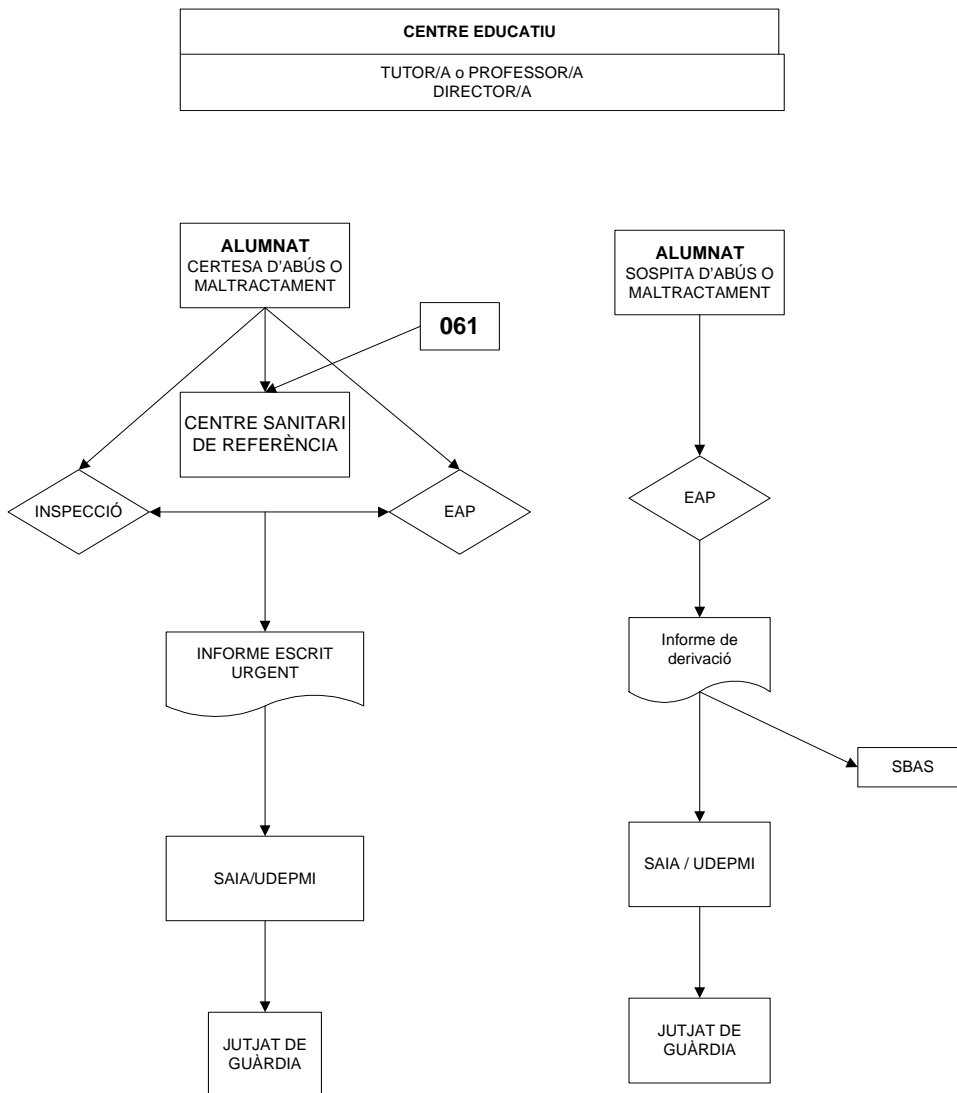 CENTRE EDUCATIU
TUTOR/A o PROFESSOR/A
DIRECTOR/A
ALUMNAT
CERTESA D'ABÚS O
MALTRACTAMENT
ALUMNAT
SOSPITA D'ABÚS O
MALTRACTAMENT
061
CENTRE SANITARI
DE REFERÈNCIA
INSPECCIÓ
EAP
EAP
INFORME ESCRIT
URGENT
Informe de
derivació
SBAS
SAIA/UDEPMI
SAIA / UDEPMI
JUTJAT DE
GUÀRDIA
JUTJAT DE
GUÀRDIA